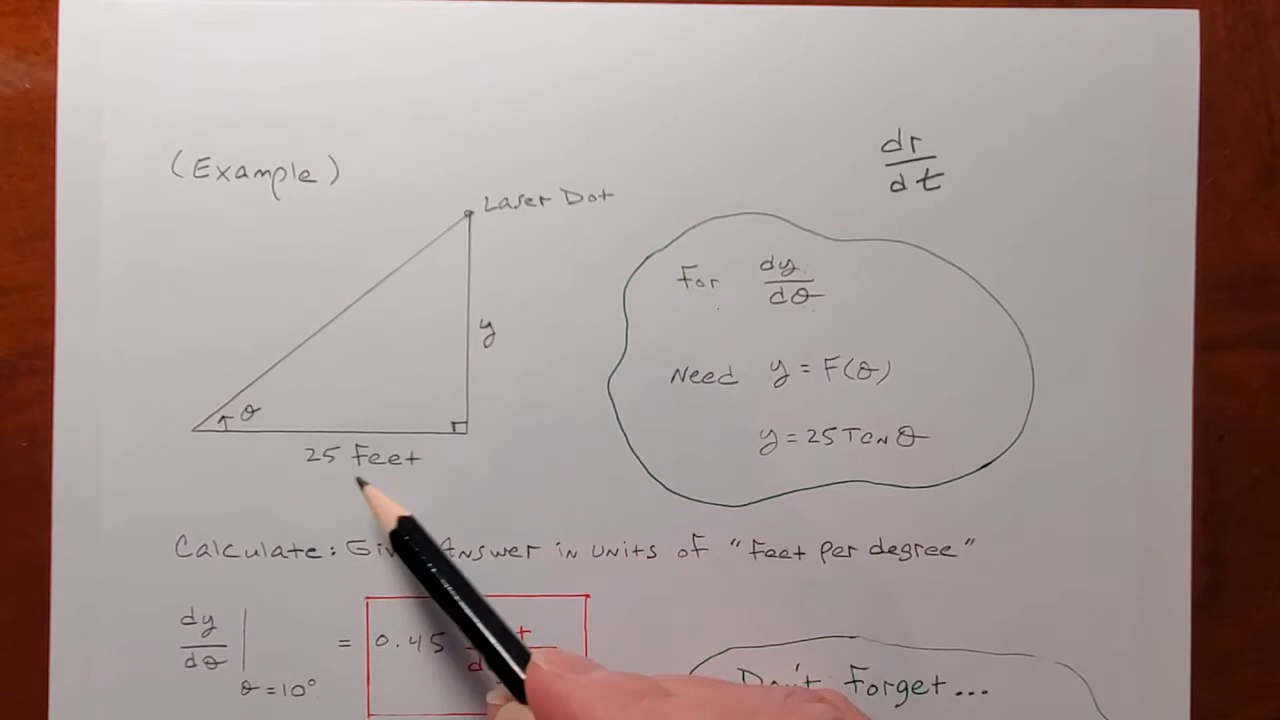 (Example)
dr
dt
Laser Dot
For dy
dθ
y
Need y = F(θ)
θ
y = 25 Tan θ
25 Feet
Calculate: Answer in units of "Feet per degree"
dy
dθ
θ = 10°
= 0.45
Don't Forget...